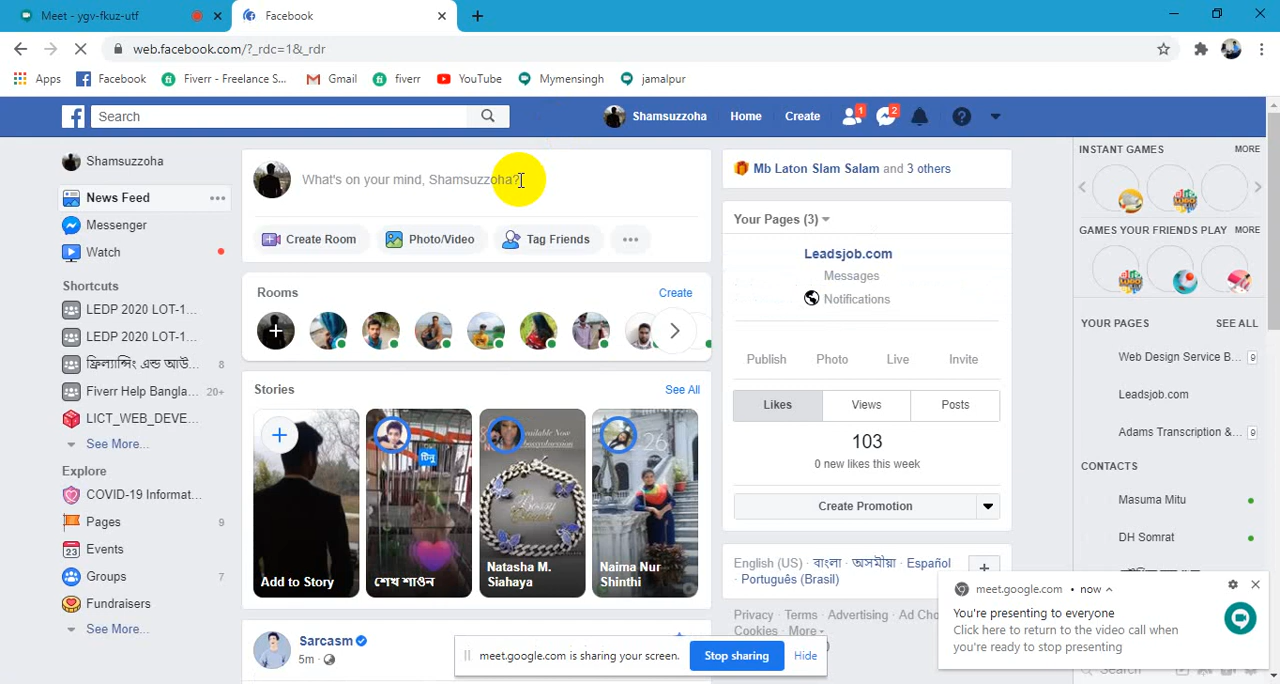 Meet - ygv-fkuz-utf
Facebook
web.facebook.com/?_rdc=1&_rdr
Apps Facebook Fiverr - Freelance S... Gmail fiverr YouTube Mymensingh jamalpur
Search
Shamsuzzoha Home Create 1 2
Shamsuzzoha
News Feed
Messenger
Watch
Shortcuts
LEDP 2020 LOT-1...
LEDP 2020 LOT-1...
ফ্রিল্যান্সিং এন্ড আউ... 8
Fiverr Help Bangla... 20+
LICT_WEB_DEVE...
See More...
Explore
COVID-19 Informat...
Pages 9
Events
Groups 7
Fundraisers
See More...
What's on your mind, Shamsuzzoha?
Create Room Photo/Video Tag Friends
Rooms Create
Stories See All
Add to Story
টিনু
শেখ শাওন
Natasha M.
Siahaya
Naima Nur
Shinthi
Sarcasm
5m
Mb Laton Slam Salam and 3 others
Your Pages (3)
Leadsjob.com
Messages
Notifications
Publish Photo Live Invite
Likes Views Posts
103
0 new likes this week
Create Promotion
English (US) · বাংলা · অসমীয়া · Español
· Português (Brasil)
Privacy · Terms · Advertising · Ad Cho
Cookies · More
INSTANT GAMES MORE
GAMES YOUR FRIENDS PLAY MORE
YOUR PAGES SEE ALL
Web Design Service B... 9
Leadsjob.com
Adams Transcription &... 9
CONTACTS
Masuma Mitu
DH Somrat
meet.google.com • now
You're presenting to everyone
Click here to return to the video call when
you're ready to stop presenting
Search
meet.google.com is sharing your screen. Stop sharing Hide